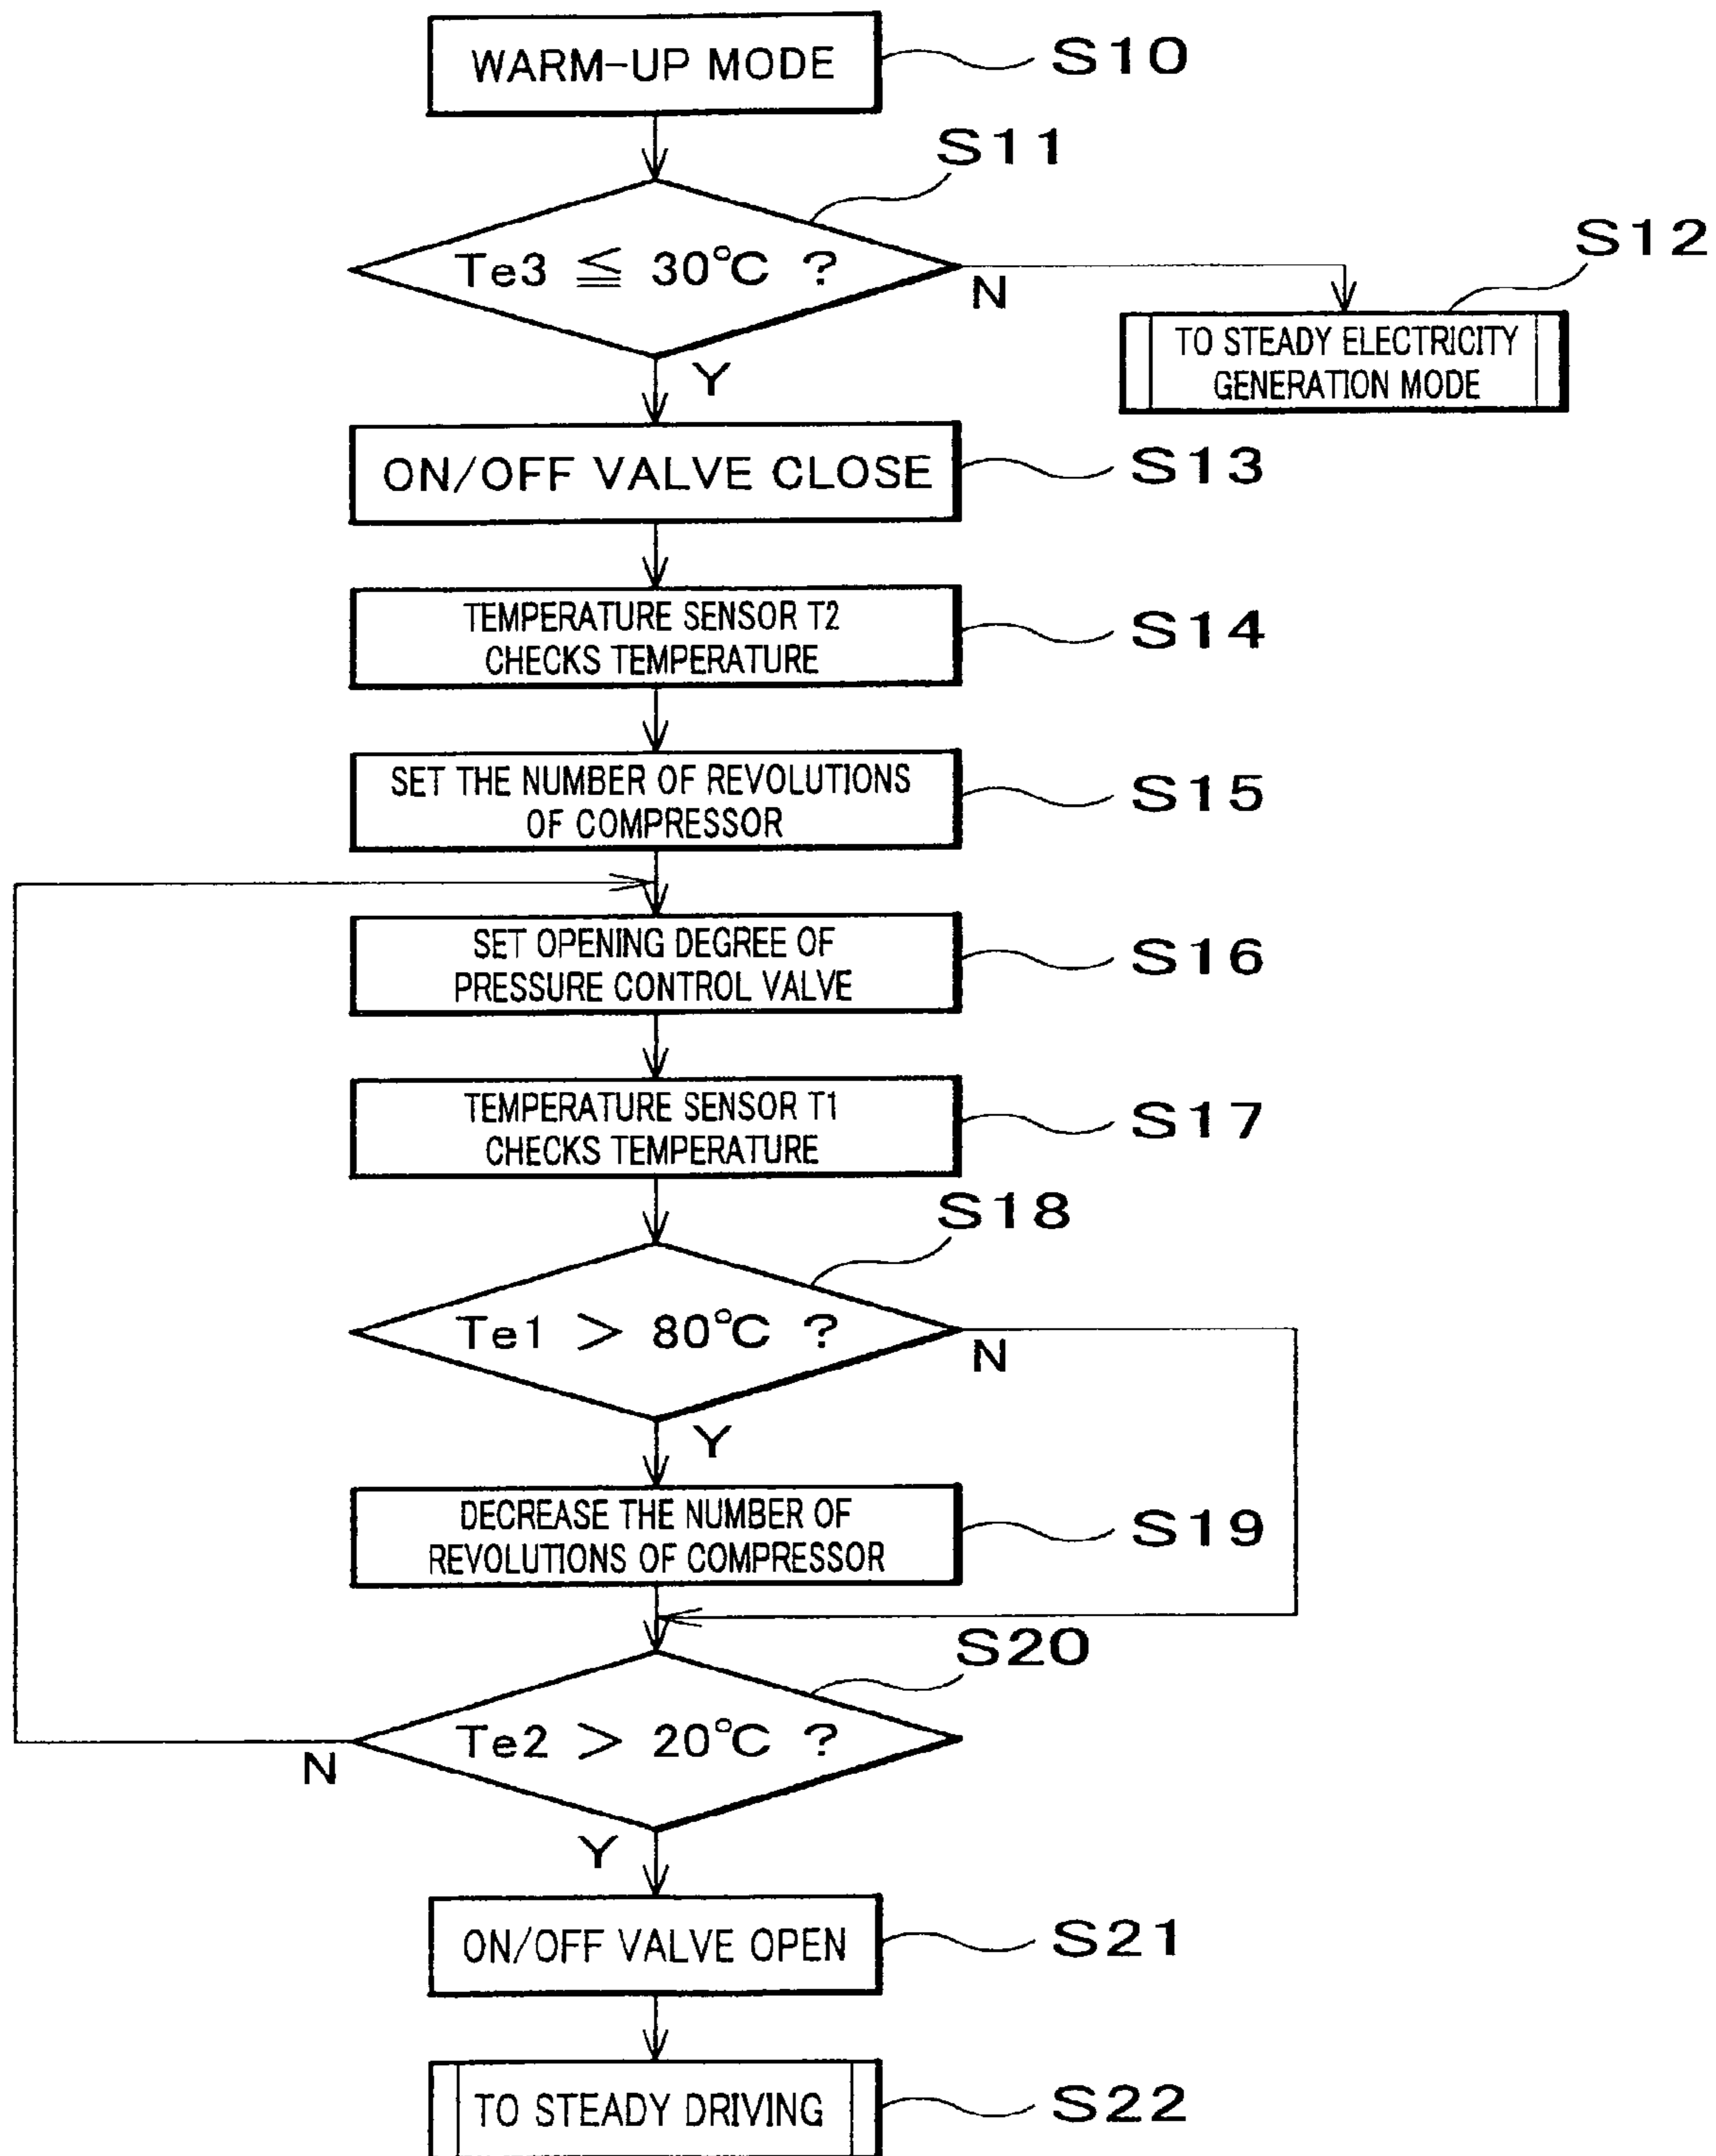 WARM-UP MODE
S10
S11
Te3 ≦ 30℃ ?
N
S12
TO STEADY ELECTRICITY
GENERATION MODE
Y
ON/OFF VALVE CLOSE
S13
TEMPERATURE SENSOR T2
CHECKS TEMPERATURE
S14
SET THE NUMBER OF REVOLUTIONS
OF COMPRESSOR
S15
SET OPENING DEGREE OF
PRESSURE CONTROL VALVE
S16
TEMPERATURE SENSOR T1
CHECKS TEMPERATURE
S17
S18
Te1 > 80℃ ?
N
Y
DECREASE THE NUMBER OF
REVOLUTIONS OF COMPRESSOR
S19
S20
Te2 > 20℃ ?
N
Y
ON/OFF VALVE OPEN
S21
TO STEADY DRIVING
S22